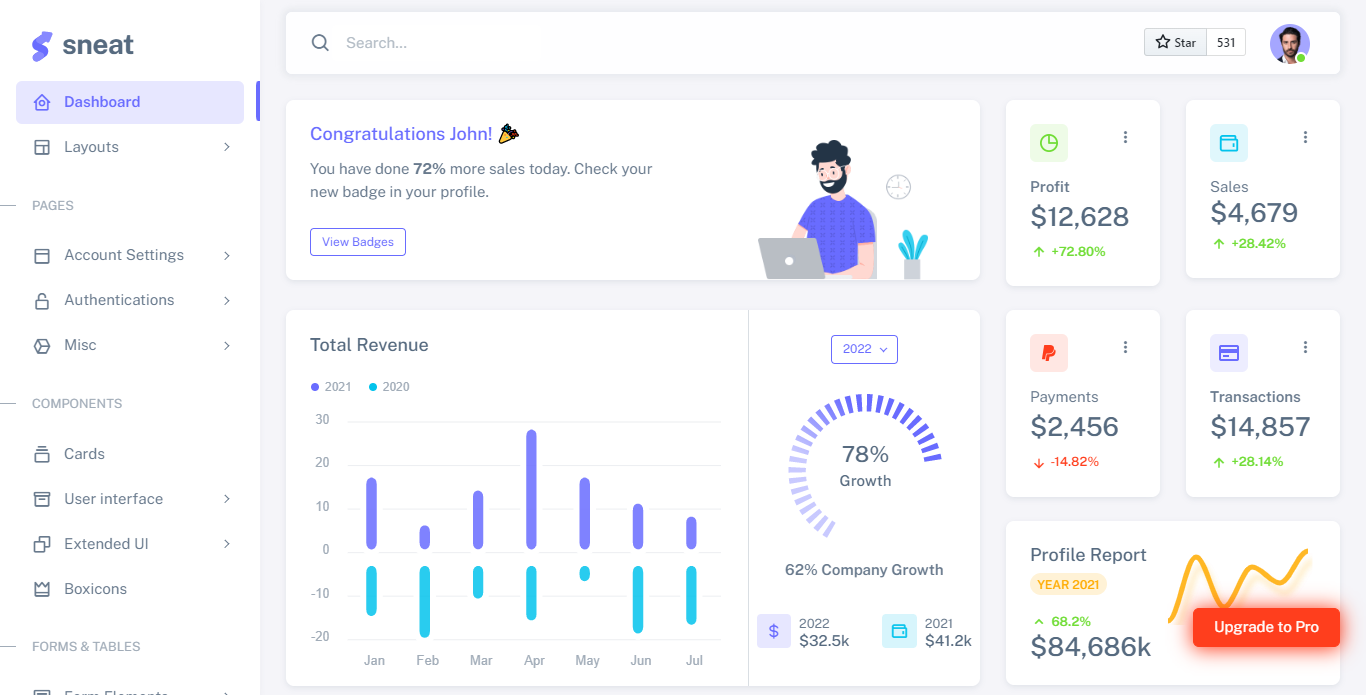 sneat
Dashboard
Layouts
PAGES
Account Settings
Authentications
Misc
COMPONENTS
Cards
User interface
Extended UI
Boxicons
FORMS & TABLES
Form Elements
Search...
Star
531
Congratulations John! 🎉
You have done 72% more sales today. Check your
new badge in your profile.
View Badges
Profit
$12,628
+72.80%
Sales
$4,679
+28.42%
Total Revenue
2021
2020
30
20
10
0
-10
-20
Jan Feb Mar Apr May Jun Jul
2022
78%
Growth
62% Company Growth
$
2022
$32.5k
2021
$41.2k
Payments
$2,456
-14.82%
Transactions
$14,857
+28.14%
Profile Report
YEAR 2021
68.2%
$84,686k
Upgrade to Pro